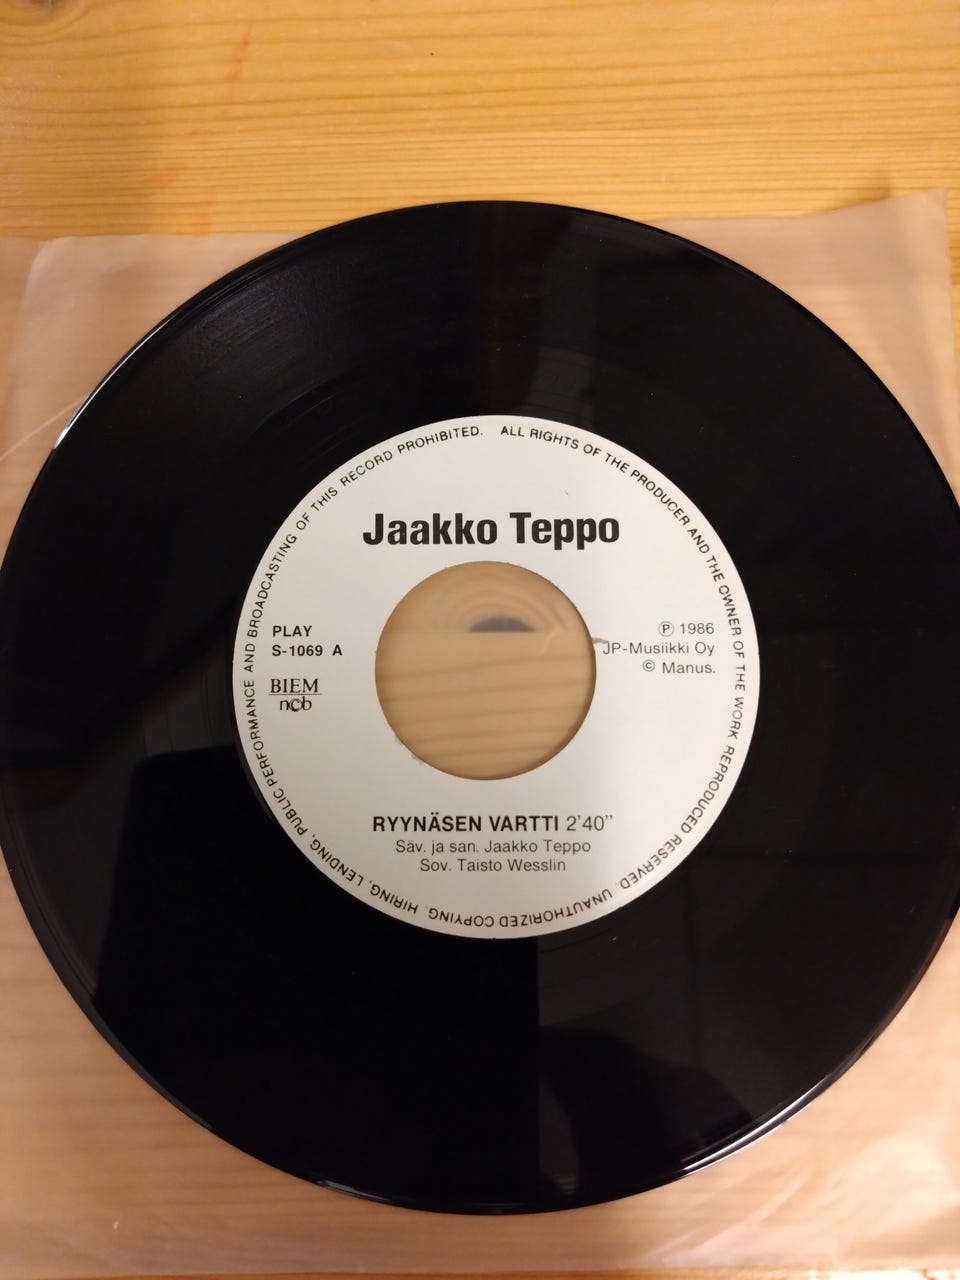 ALL RIGHTS OF THE PRODUCER AND THE OWNER OF THE WORK REPRODUCED RESERVED. UNAUTHORIZED COPYING, HIRING, LENDING, PUBLIC PERFORMANCE AND BROADCASTING OF THIS RECORD PROHIBITED.
Jaakko Teppo
PLAY
S-1069 A
BIEM
ncb
℗ 1986
JP-Musiikki Oy
© Manus.
RYYNÄSEN VARTTI 2'40"
Säv. ja san. Jaakko Teppo
Sov. Taisto Wesslin